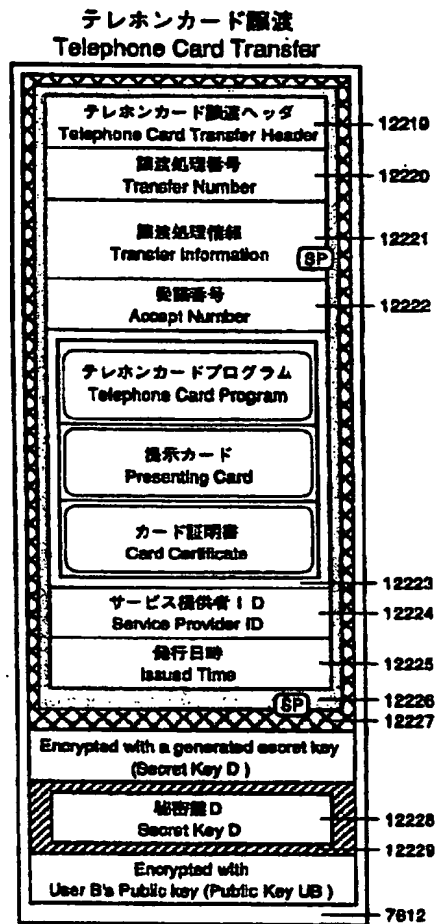 テレホンカード譲渡
Telephone Card Transfer
テレホンカード譲渡ヘッダ
Telephone Card Transfer Header
12219
譲渡処理番号
Transfer Number
12220
譲渡処理情報
Transfer Information
SP
12221
受諾番号
Accept Number
12222
テレホンカードプログラム
Telephone Card Program
提示カード
Presenting Card
カード証明書
Card Certificate
12223
サービス提供者ID
Service Provider ID
12224
発行日時
Issued Time
12225
SP
12226
12227
Encrypted with a generated secret key
(Secret Key D )
秘密鍵D
Secret Key D
12228
12229
Encrypted with
User B's Public key (Public Key UB )
7612